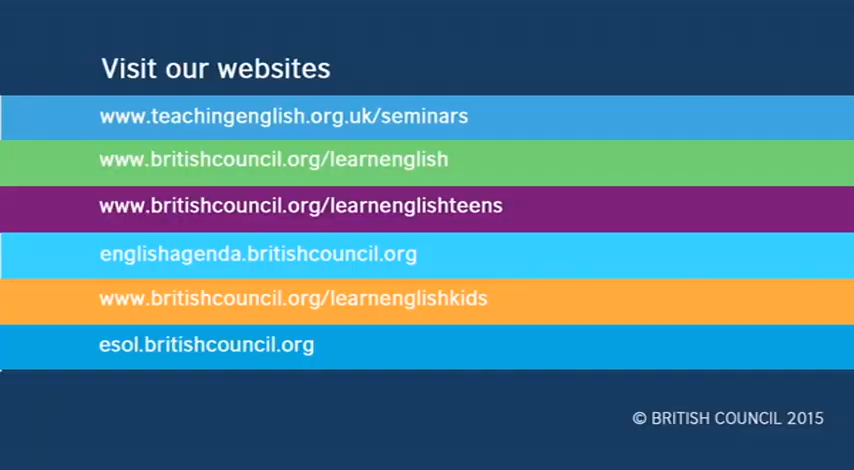 Visit our websites
www.teachingenglish.org.uk/seminars
www.britishcouncil.org/learnenglish
www.britishcouncil.org/learnenglishteens
englishagenda.britishcouncil.org
www.britishcouncil.org/learnenglishkids
esol.britishcouncil.org
© BRITISH COUNCIL 2015